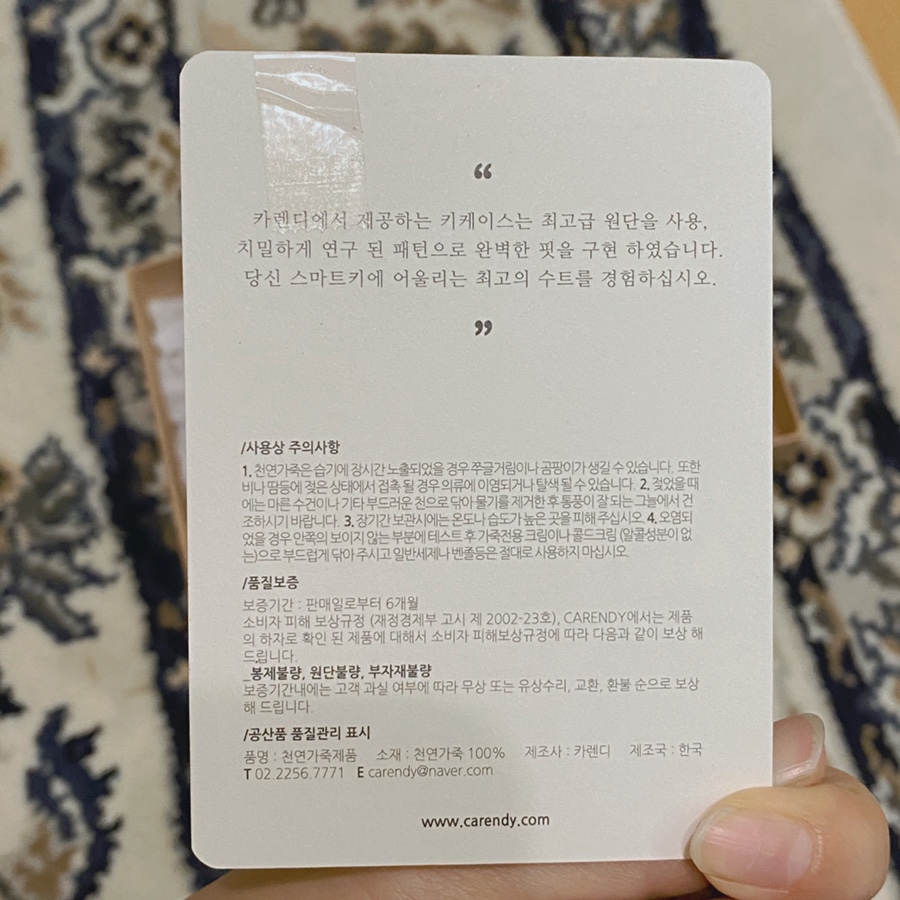 “
카렌디에서 제공하는 키케이스는 최고급 원단을 사용,
치밀하게 연구 된 패턴으로 완벽한 핏을 구현 하였습니다.
당신 스마트키에 어울리는 최고의 수트를 경험하십시오.
”
/사용상 주의사항
1. 천연가죽은 습기에 장시간 노출되었을 경우 쭈글거림이나 곰팡이가 생길 수 있습니다. 또한
비나 땀등에 젖은 상태에서 접촉 될 경우 의류에 이염되거나 탈색 될 수 있습니다. 2. 젖었을 때
에는 마른 수건이나 기타 부드러운 천으로 닦아 물기를 제거한 후 통풍이 잘 되는 그늘에서 건
조하시기 바랍니다. 3. 장기간 보관시에는 온도나 습도가 높은 곳을 피해 주십시오. 4. 오염되
었을 경우 안쪽의 보이지 않는 부분에 테스트 후 가죽전용 크림이나 콜드크림 (알콜성분이 없
는)으로 부드럽게 닦아 주시고 일반세제나 벤졸등은 절대로 사용하지 마십시오.
/품질보증
보증기간 : 판매일로부터 6개월
소비자 피해 보상규정 (재정경제부 고시 제 2002-23호), CARENDY에서는 제품
의 하자로 확인 된 제품에 대해서 소비자 피해보상규정에 따라 다음과 같이 보상 해
드립니다.
_봉제불량, 원단불량, 부자재불량
보증기간내에는 고객 과실 여부에 따라 무상 또는 유상수리, 교환, 환불 순으로 보상
해 드립니다.
/공산품 품질관리 표시
품명 : 천연가죽제품 소재 : 천연가죽 100% 제조사 : 카렌디 제조국 : 한국
T 02.2256.7771 E carendy@naver.com
www.carendy.com